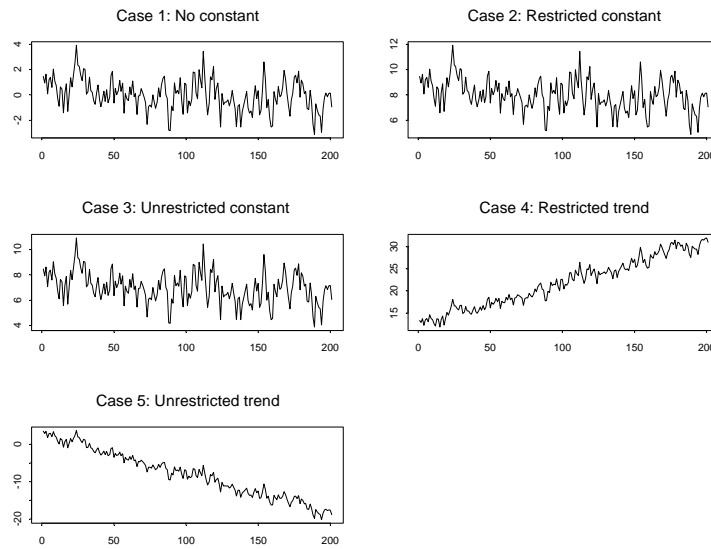 Case 1: No constant
-2 0 2 4
0 50 100 150 200
Case 2: Restricted constant
6 8 10 12
0 50 100 150 200
Case 3: Unrestricted constant
4 6 8 10
0 50 100 150 200
Case 4: Restricted trend
15 20 25 30
0 50 100 150 200
Case 5: Unrestricted trend
-20 -10 0
0 50 100 150 200